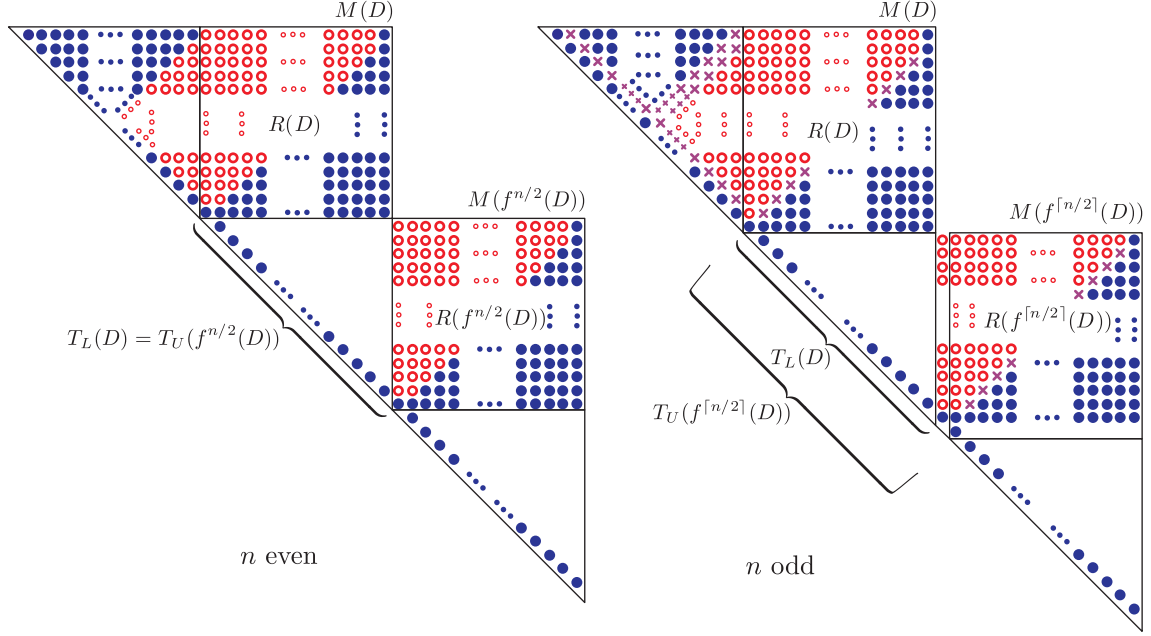 M(D)
M(D)
R(D)
R(D)
M(f^{n/2}(D))
M(f^{⌈n/2⌉}(D))
T_L(D) = T_U(f^{n/2}(D))
R(f^{n/2}(D))
R(f^{⌈n/2⌉}(D))
T_L(D)
T_U(f^{⌈n/2⌉}(D))
n even
n odd